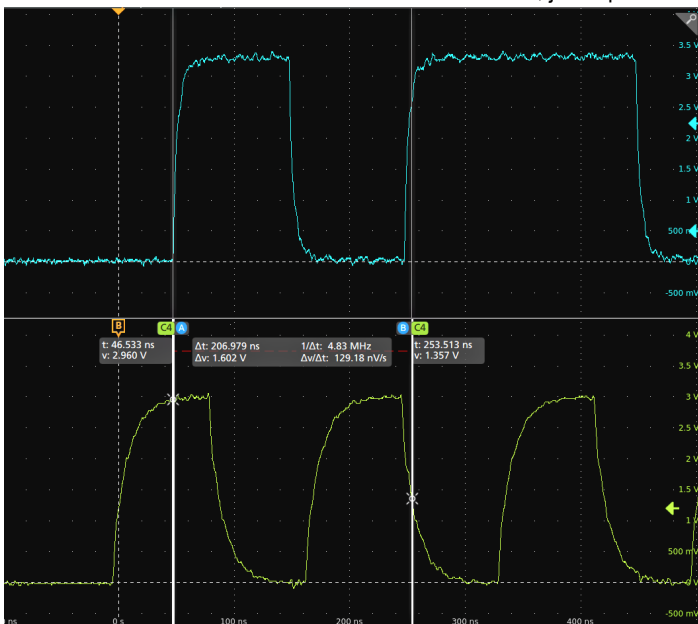 3.5 V
3 V
2.5 V
2 V
1.5 V
1 V
500 m
-500 mV
B
C4 A
B C4
t: 46.533 ns
v: 2.960 V
Δt: 206.979 ns 1/Δt: 4.83 MHz
Δv: 1.602 V Δv/Δt: 129.18 nV/s
t: 253.513 ns
v: 1.357 V
4 V
3.5 V
3 V
2.5 V
2 V
1.5 V
1 V
500 mV
0 V
-500 mV
ns 0 s 100 ns 200 ns 300 ns 400 ns